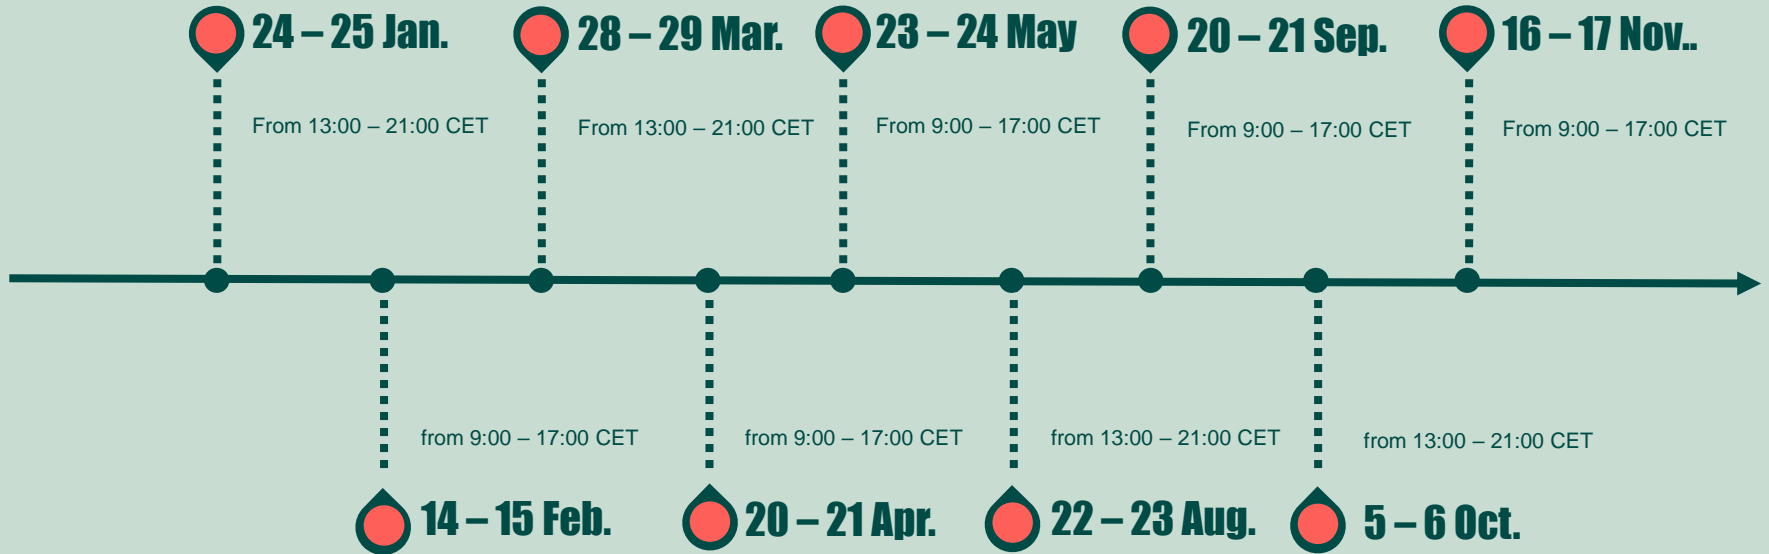 24 – 25 Jan.
From 13:00 – 21:00 CET
28 – 29 Mar.
From 13:00 – 21:00 CET
23 – 24 May
From 9:00 – 17:00 CET
20 – 21 Sep.
From 9:00 – 17:00 CET
16 – 17 Nov..
From 9:00 – 17:00 CET
from 9:00 – 17:00 CET
14 – 15 Feb.
from 9:00 – 17:00 CET
20 – 21 Apr.
from 13:00 – 21:00 CET
22 – 23 Aug.
from 13:00 – 21:00 CET
5 – 6 Oct.